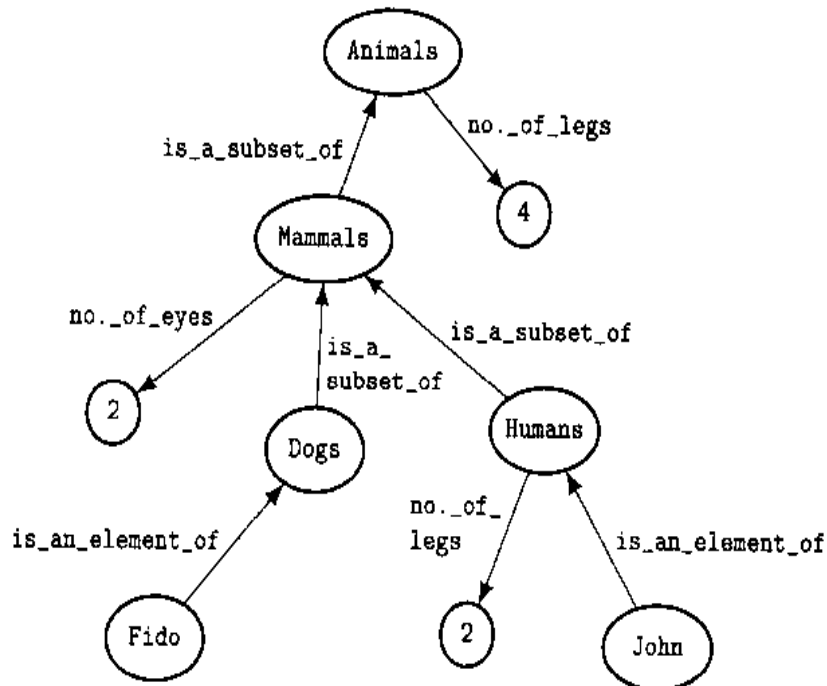 Animals
no._of_legs
is_a_subset_of
4
Mammals
no._of_eyes
is_a_subset_of
is_a_
subset_of
2
Humans
Dogs
no._of_
legs
is_an_element_of
is_an_element_of
Fido
2
John